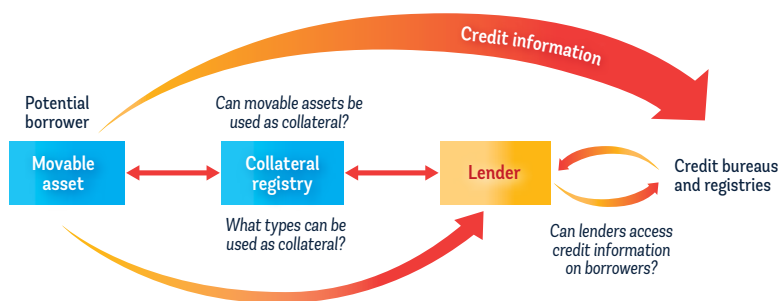 Credit information
Potential
borrower
Can movable assets be
used as collateral?
Movable
asset
Collateral
registry
Lender
Credit bureaus
and registries
What types can be
used as collateral?
Can lenders access
credit information
on borrowers?